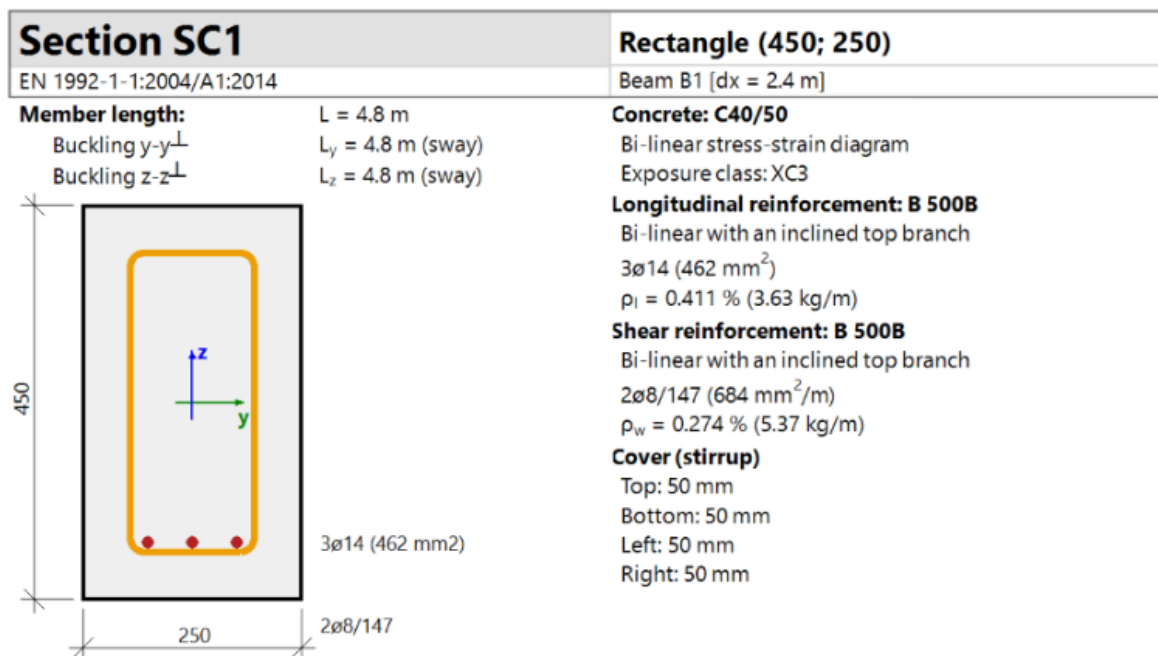 Section SC1
Rectangle (450; 250)
EN 1992-1-1:2004/A1:2014
Beam B1 [dx = 2.4 m]
Member length:
L = 4.8 m
Buckling y-y┴
Lᵧ = 4.8 m (sway)
Buckling z-z┴
L_z = 4.8 m (sway)
450
z
y
3ø14 (462 mm2)
250
2ø8/147
Concrete: C40/50
Bi-linear stress-strain diagram
Exposure class: XC3
Longitudinal reinforcement: B 500B
Bi-linear with an inclined top branch
3ø14 (462 mm²)
ρₗ = 0.411 % (3.63 kg/m)
Shear reinforcement: B 500B
Bi-linear with an inclined top branch
2ø8/147 (684 mm²/m)
ρ_w = 0.274 % (5.37 kg/m)
Cover (stirrup)
Top: 50 mm
Bottom: 50 mm
Left: 50 mm
Right: 50 mm